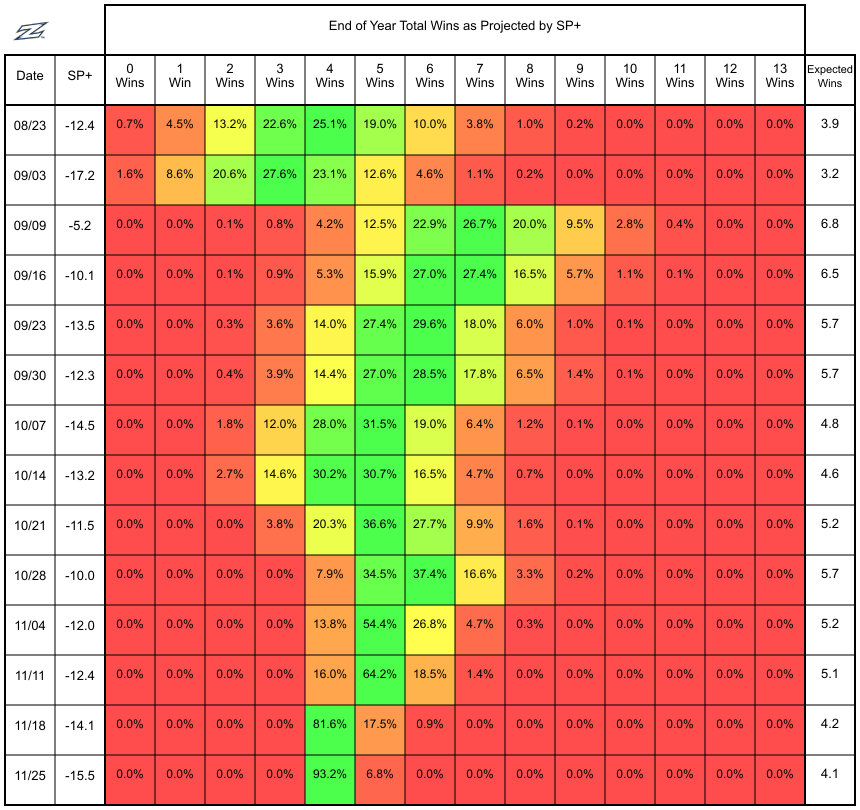 End of Year Total Wins as Projected by SP+
Date SP+ 0 Wins 1 Win 2 Wins 3 Wins 4 Wins 5 Wins 6 Wins 7 Wins 8 Wins 9 Wins 10 Wins 11 Wins 12 Wins 13 Wins Expected Wins
08/23 -12.4 0.7% 4.5% 13.2% 22.6% 25.1% 19.0% 10.0% 3.8% 1.0% 0.2% 0.0% 0.0% 0.0% 0.0% 3.9
09/03 -17.2 1.6% 8.6% 20.6% 27.6% 23.1% 12.6% 4.6% 1.1% 0.2% 0.0% 0.0% 0.0% 0.0% 0.0% 3.2
09/09 -5.2 0.0% 0.0% 0.1% 0.8% 4.2% 12.5% 22.9% 26.7% 20.0% 9.5% 2.8% 0.4% 0.0% 0.0% 6.8
09/16 -10.1 0.0% 0.0% 0.1% 0.9% 5.3% 15.9% 27.0% 27.4% 16.5% 5.7% 1.1% 0.1% 0.0% 0.0% 6.5
09/23 -13.5 0.0% 0.0% 0.3% 3.6% 14.0% 27.4% 29.6% 18.0% 6.0% 1.0% 0.1% 0.0% 0.0% 0.0% 5.7
09/30 -12.3 0.0% 0.0% 0.4% 3.9% 14.4% 27.0% 28.5% 17.8% 6.5% 1.4% 0.1% 0.0% 0.0% 0.0% 5.7
10/07 -14.5 0.0% 0.0% 1.8% 12.0% 28.0% 31.5% 19.0% 6.4% 1.2% 0.1% 0.0% 0.0% 0.0% 0.0% 4.8
10/14 -13.2 0.0% 0.0% 2.7% 14.6% 30.2% 30.7% 16.5% 4.7% 0.7% 0.0% 0.0% 0.0% 0.0% 0.0% 4.6
10/21 -11.5 0.0% 0.0% 0.0% 3.8% 20.3% 36.6% 27.7% 9.9% 1.6% 0.1% 0.0% 0.0% 0.0% 0.0% 5.2
10/28 -10.0 0.0% 0.0% 0.0% 0.0% 7.9% 34.5% 37.4% 16.6% 3.3% 0.2% 0.0% 0.0% 0.0% 0.0% 5.7
11/04 -12.0 0.0% 0.0% 0.0% 0.0% 13.8% 54.4% 26.8% 4.7% 0.3% 0.0% 0.0% 0.0% 0.0% 0.0% 5.2
11/11 -12.4 0.0% 0.0% 0.0% 0.0% 16.0% 64.2% 18.5% 1.4% 0.0% 0.0% 0.0% 0.0% 0.0% 0.0% 5.1
11/18 -14.1 0.0% 0.0% 0.0% 0.0% 81.6% 17.5% 0.9% 0.0% 0.0% 0.0% 0.0% 0.0% 0.0% 0.0% 4.2
11/25 -15.5 0.0% 0.0% 0.0% 0.0% 93.2% 6.8% 0.0% 0.0% 0.0% 0.0% 0.0% 0.0% 0.0% 0.0% 4.1